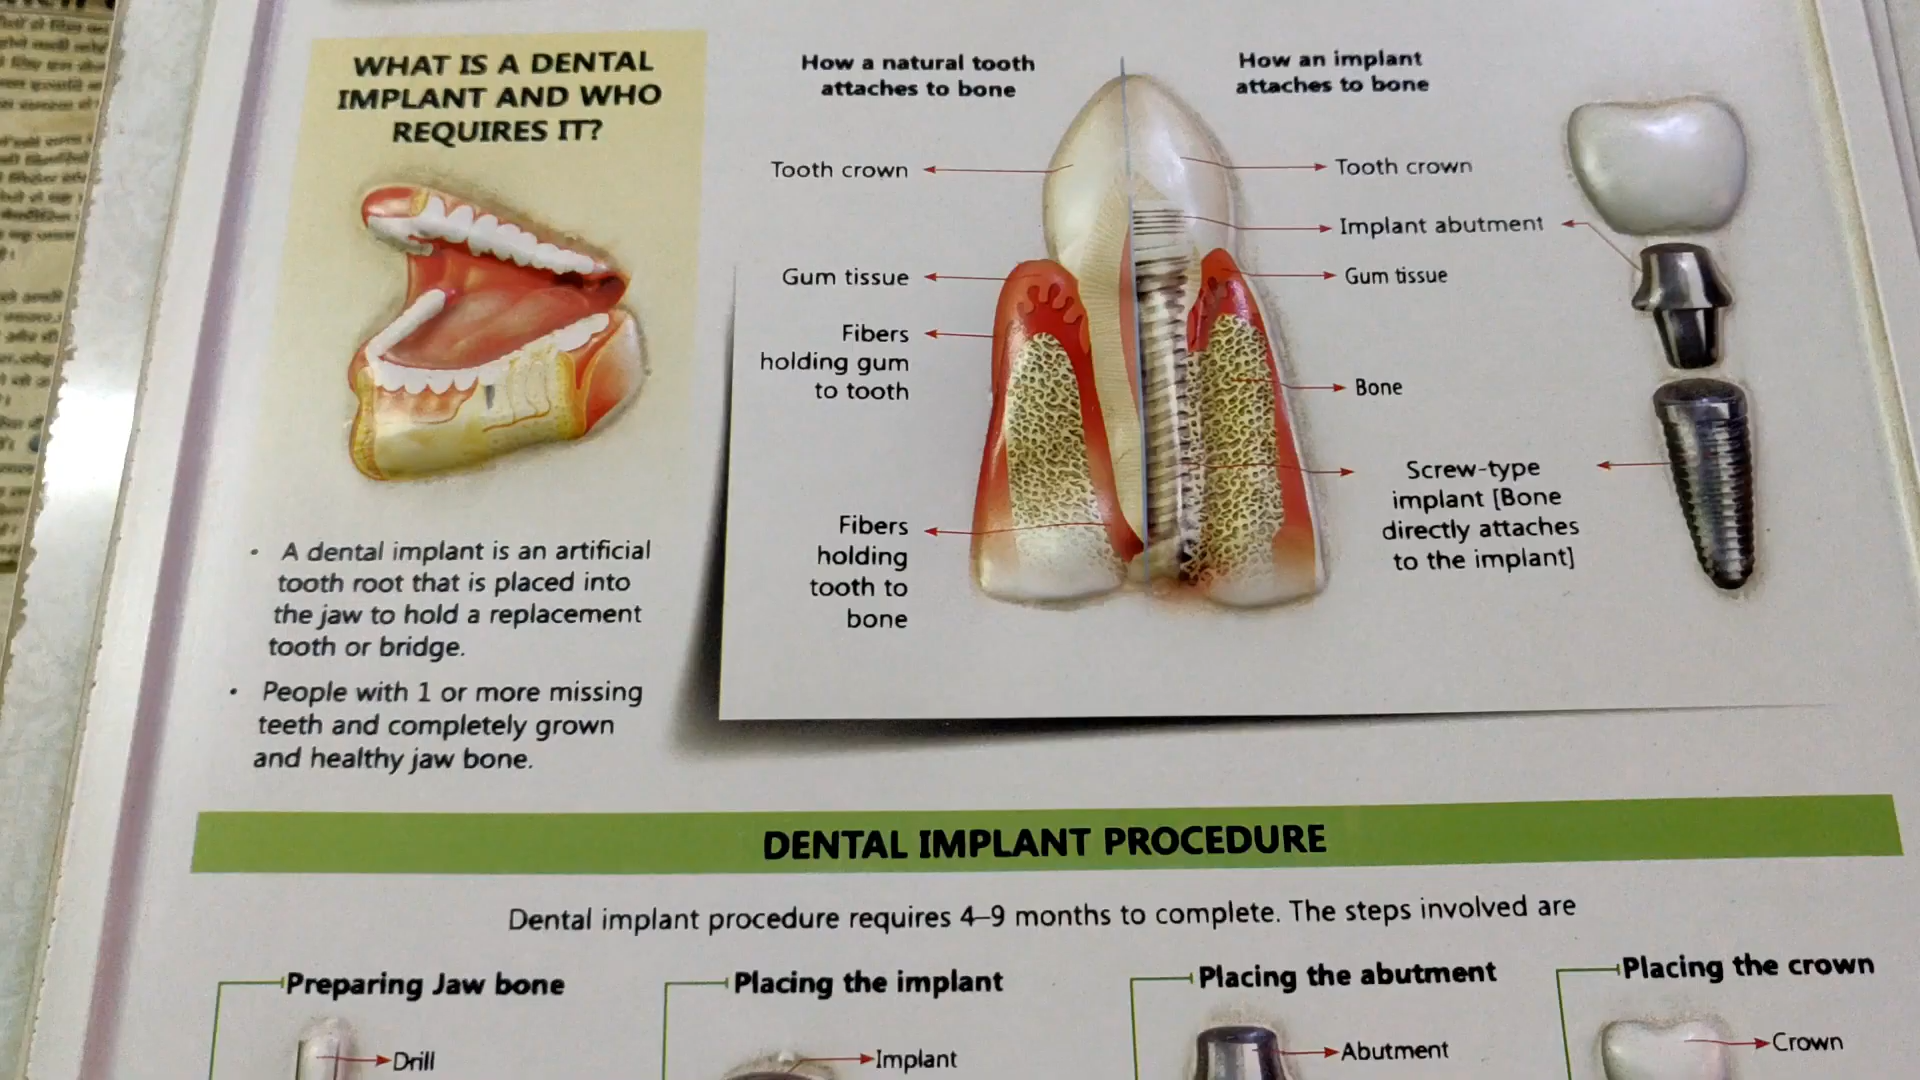 WHAT IS A DENTAL
IMPLANT AND WHO
REQUIRES IT?
• A dental implant is an artificial
tooth root that is placed into
the jaw to hold a replacement
tooth or bridge.
• People with 1 or more missing
teeth and completely grown
and healthy jaw bone.
How a natural tooth
attaches to bone
Tooth crown
Gum tissue
Fibers
holding gum
to tooth
Fibers
holding
tooth to
bone
How an implant
attaches to bone
Tooth crown
Implant abutment
Gum tissue
Bone
Screw-type
implant [Bone
directly attaches
to the implant]
DENTAL IMPLANT PROCEDURE
Dental implant procedure requires 4–9 months to complete. The steps involved are
Preparing Jaw bone
Drill
Placing the implant
Implant
Placing the abutment
Abutment
Placing the crown
Crown